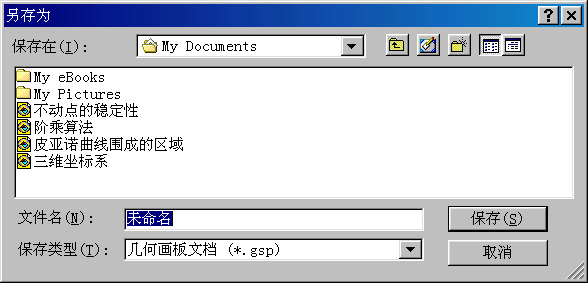 另存为
保存在(I): My Documents
My eBooks
My Pictures
不动点的稳定性
阶乘算法
皮亚诺曲线围成的区域
三维坐标系
文件名(N): 未命名 保存(S)
保存类型(T): 几何画板文档 (*.gsp) 取消